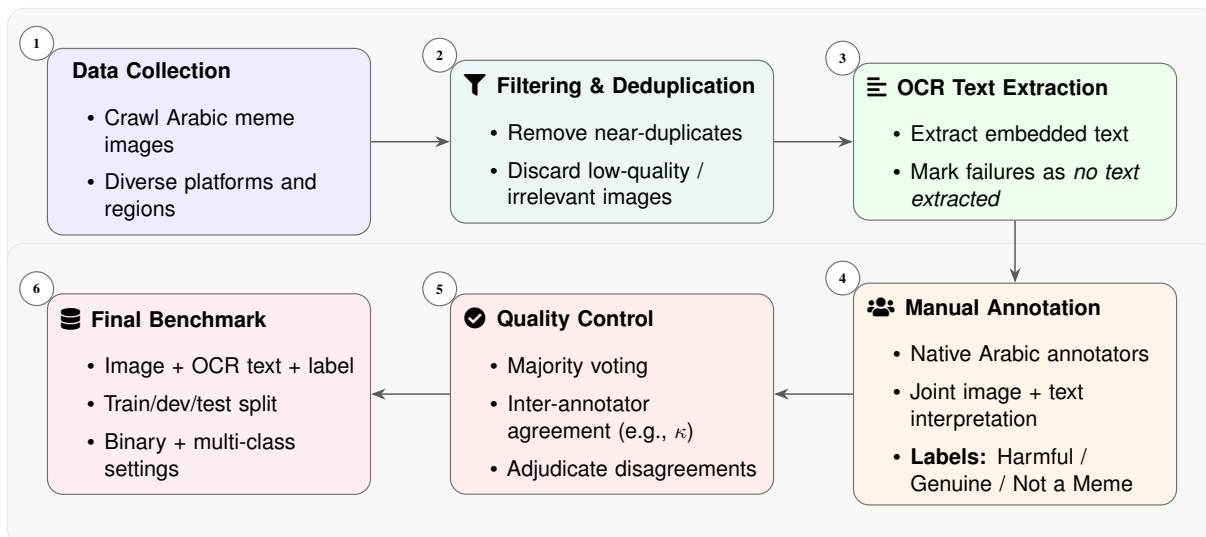 1
Data Collection
• Crawl Arabic meme
images
• Diverse platforms and
regions
2
Filtering & Deduplication
• Remove near-duplicates
• Discard low-quality /
irrelevant images
3
OCR Text Extraction
• Extract embedded text
• Mark failures as no text
extracted
4
Manual Annotation
• Native Arabic annotators
• Joint image + text
interpretation
• Labels: Harmful /
Genuine / Not a Meme
5
Quality Control
• Majority voting
• Inter-annotator
agreement (e.g., κ)
• Adjudicate disagreements
6
Final Benchmark
• Image + OCR text + label
• Train/dev/test split
• Binary + multi-class
settings